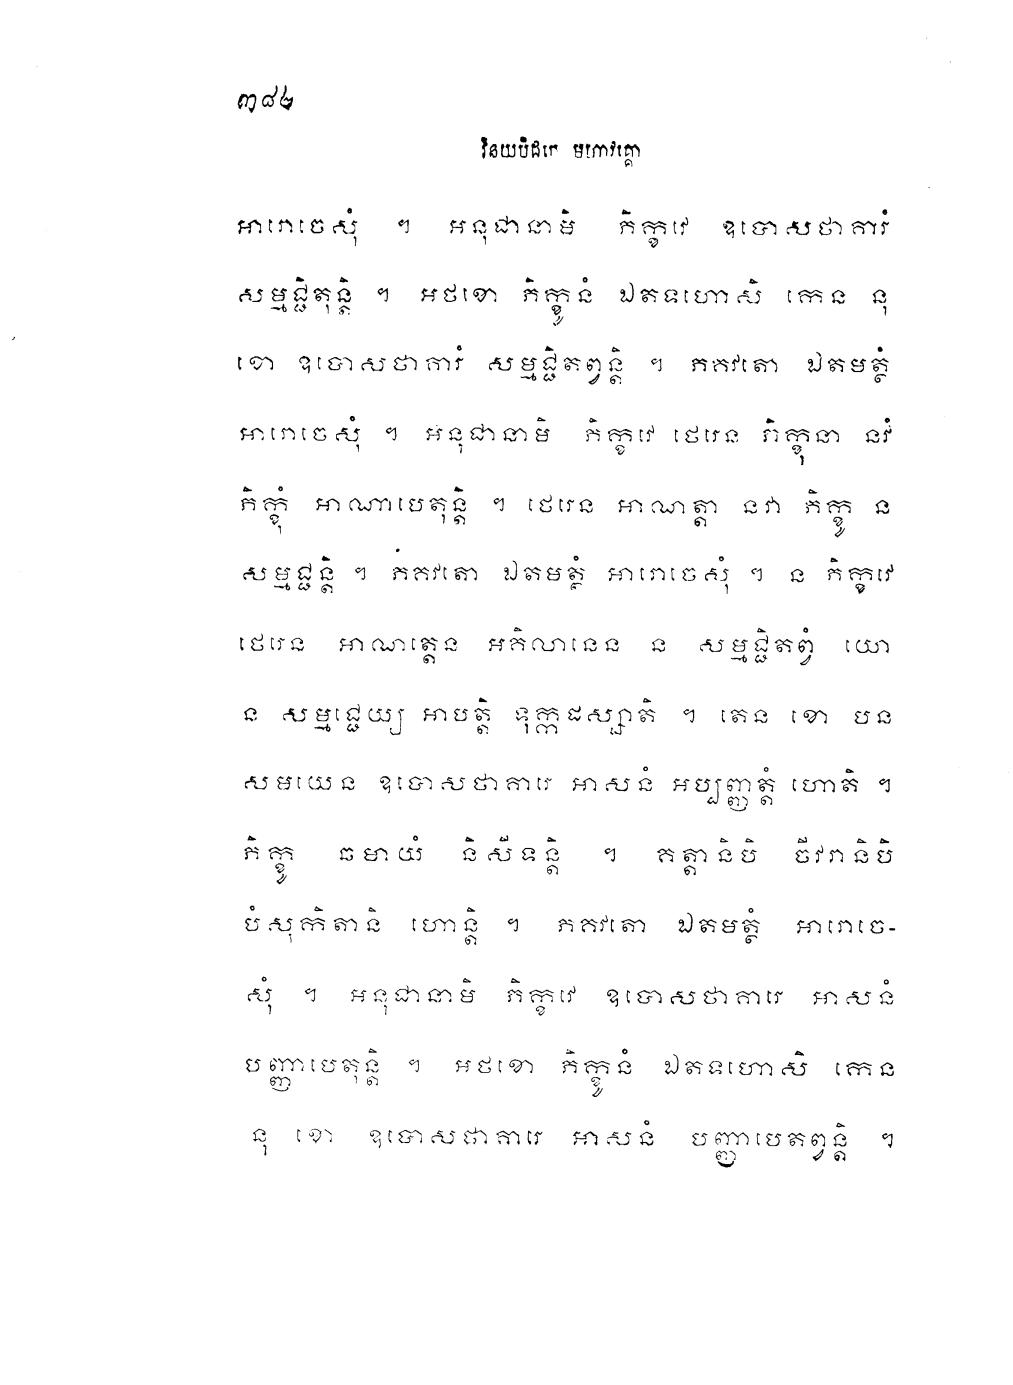 ៣៨៤
វិនយបិដកេ មហាវគ្គោ
អារោចេសុំ ។ អនុជានាមិ ភិក្ខវេ ឧបោសថាគារំ
សម្មជ្ជិតុន្តិ ។ អថខោ ភិក្ខូនំ ឯតទហោសិ កេន នុ
ខោ ឧបោសថាគារំ សម្មជ្ជិតព្វន្តិ ។ ភគវតោ ឯតមត្ថំ
អារោចេសុំ ។ អនុជានាមិ ភិក្ខវេ ថេរេន ភិក្ខុនា នវំ
ភិក្ខុំ អាណាបេតុន្តិ ។ ថេរេន អាណត្តា នវា ភិក្ខូ ន
សម្មជ្ជន្តិ ។ ភគវតោ ឯតមត្ថំ អារោចេសុំ ។ ន ភិក្ខវេ
ថេរេន អាណត្តេន អគិលានេន ន សម្មជ្ជិតព្វំ យោ
ន សម្មជ្ជេយ្យ អាបត្តិ ទុក្កដស្សាតិ ។ តេន ខោ បន
សមយេន ឧបោសថាគារេ អាសនំ អប្បញ្ញត្តំ ហោតិ ។
ភិក្ខូ ឆមាយំ និសីទន្តិ ។ គត្តានិបិ ចីវរានិបិ
បំសុកិតានិ ហោន្តិ ។ ភគវតោ ឯតមត្ថំ អារោចេ-
សុំ ។ អនុជានាមិ ភិក្ខវេ ឧបោសថាគារេ អាសនំ
បញ្ញាបេតុន្តិ ។ អថខោ ភិក្ខូនំ ឯតទហោសិ កេន
នុ ខោ ឧបោសថាគារេ អាសនំ បញ្ញាបេតព្វន្តិ ។